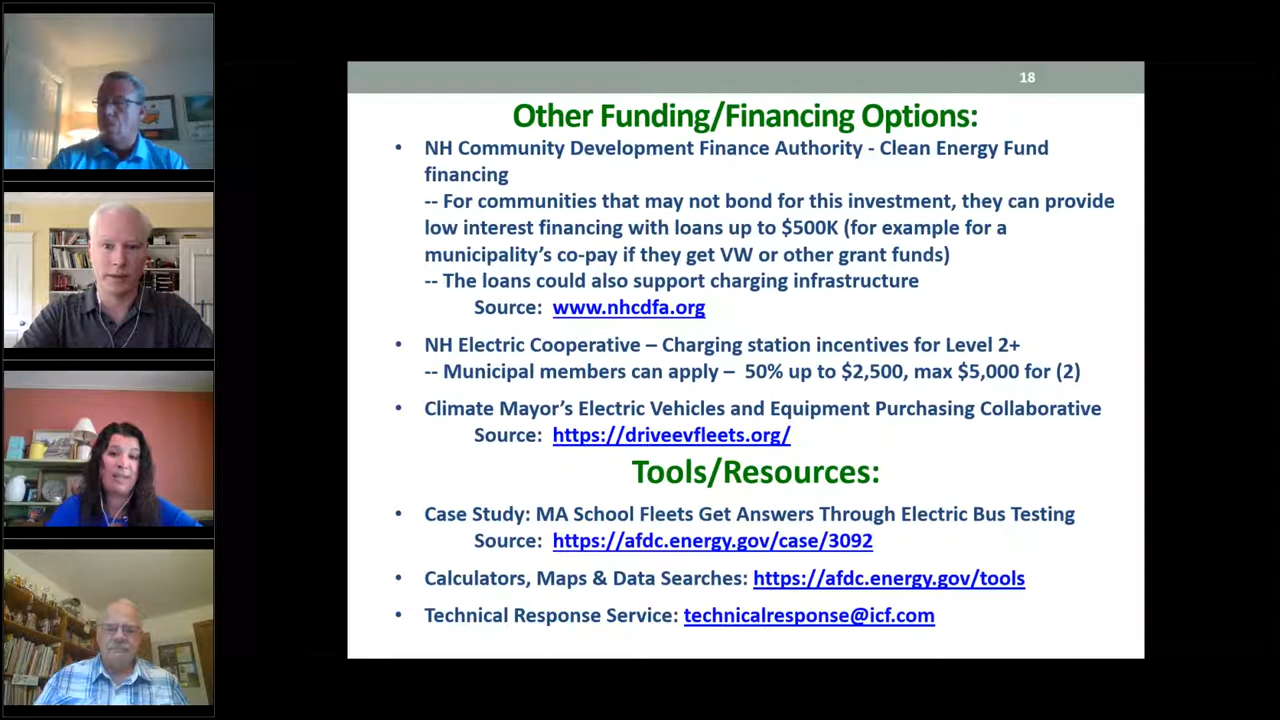 18
Other Funding/Financing Options:
• NH Community Development Finance Authority - Clean Energy Fund
financing
-- For communities that may not bond for this investment, they can provide
low interest financing with loans up to $500K (for example for a
municipality's co-pay if they get VW or other grant funds)
-- The loans could also support charging infrastructure
Source: www.nhcdfa.org
• NH Electric Cooperative – Charging station incentives for Level 2+
-- Municipal members can apply – 50% up to $2,500, max $5,000 for (2)
• Climate Mayor's Electric Vehicles and Equipment Purchasing Collaborative
Source: https://driveevfleets.org/
Tools/Resources:
• Case Study: MA School Fleets Get Answers Through Electric Bus Testing
Source: https://afdc.energy.gov/case/3092
• Calculators, Maps & Data Searches: https://afdc.energy.gov/tools
• Technical Response Service: technicalresponse@icf.com